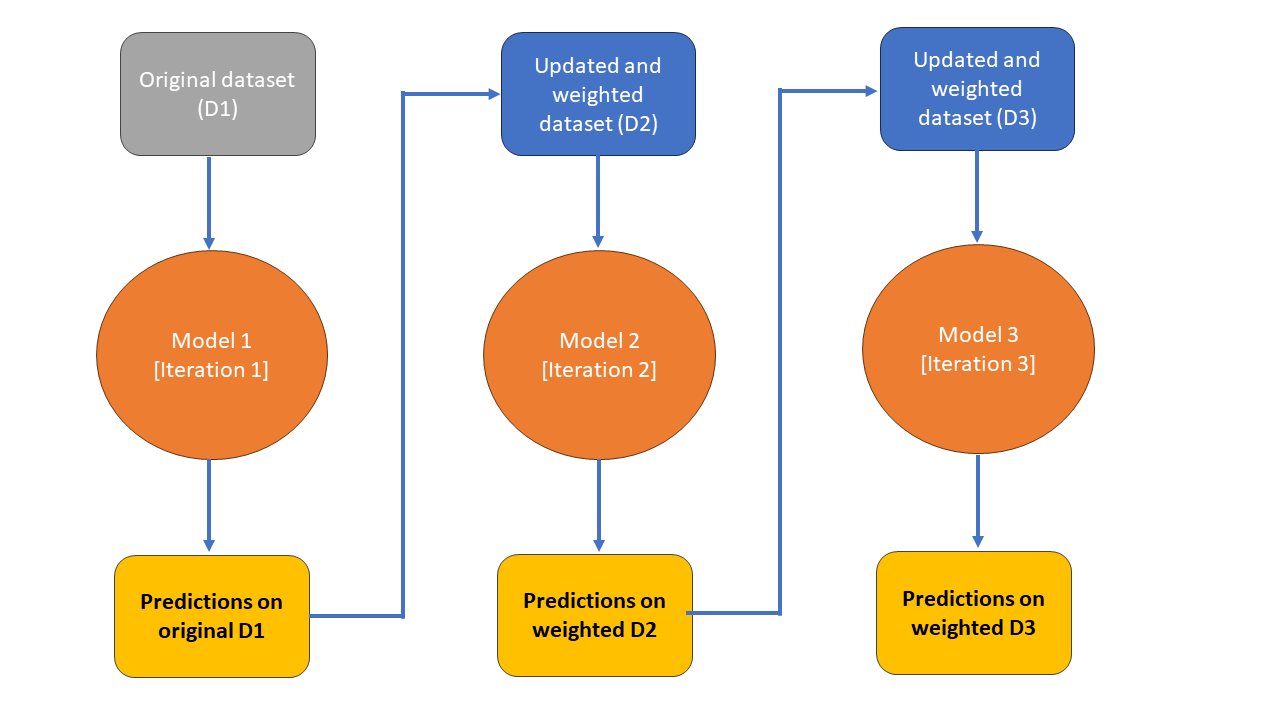 Original dataset
(D1)
Model 1
[Iteration 1]
Predictions on
original D1
Updated and
weighted
dataset (D2)
Model 2
[Iteration 2]
Predictions on
weighted D2
Updated and
weighted
dataset (D3)
Model 3
[Iteration 3]
Predictions on
weighted D3